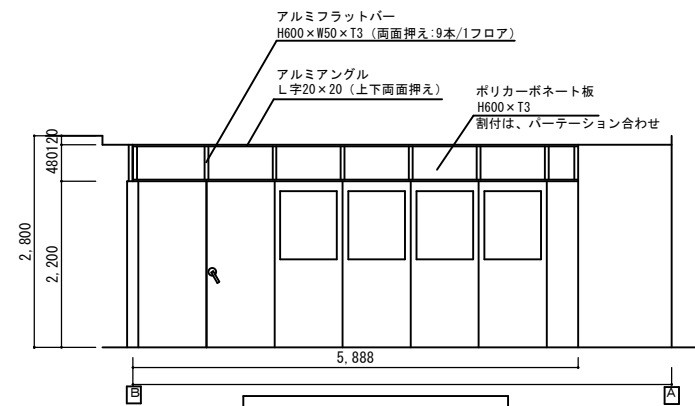 アルミフラットバー
H600×W50×T3（両面押え:9本/1フロア）
アルミアングル
L字20×20（上下両面押え）
ポリカーボネート板
H600×T3
割付は、パーテーション合わせ
120
480
2,800
2,200
5,888
B
A